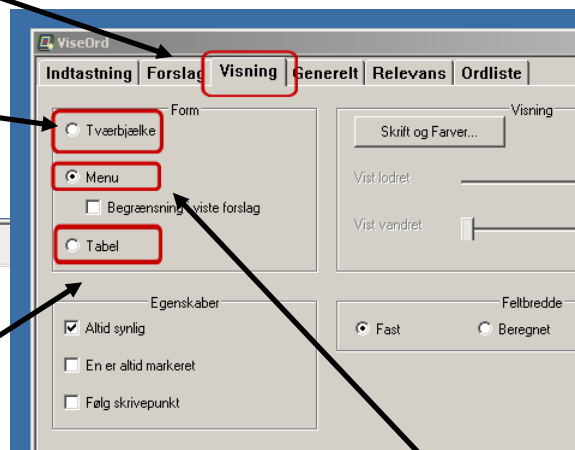 ViseOrd
Indtastning Forslag Visning Generelt Relevans Ordliste
Form
Tværbjælke
Menu
Begrænsning viste forslag
Tabel
Visning
Skrift og Farver...
Vist lodret
Vist vandret
Egenskaber
Altid synlig
En er altid markeret
Følg skrivepunkt
Feltbredde
Fast Beregnet